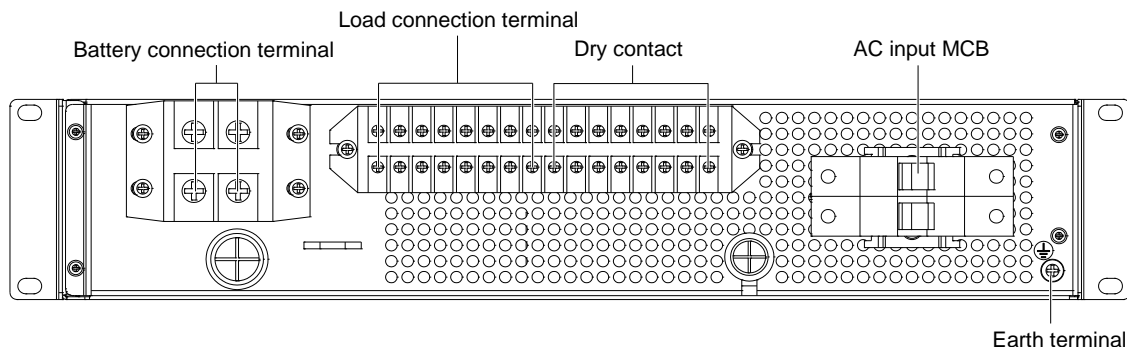 Load connection terminal
Battery connection terminal
Dry contact
AC input MCB
Earth terminal